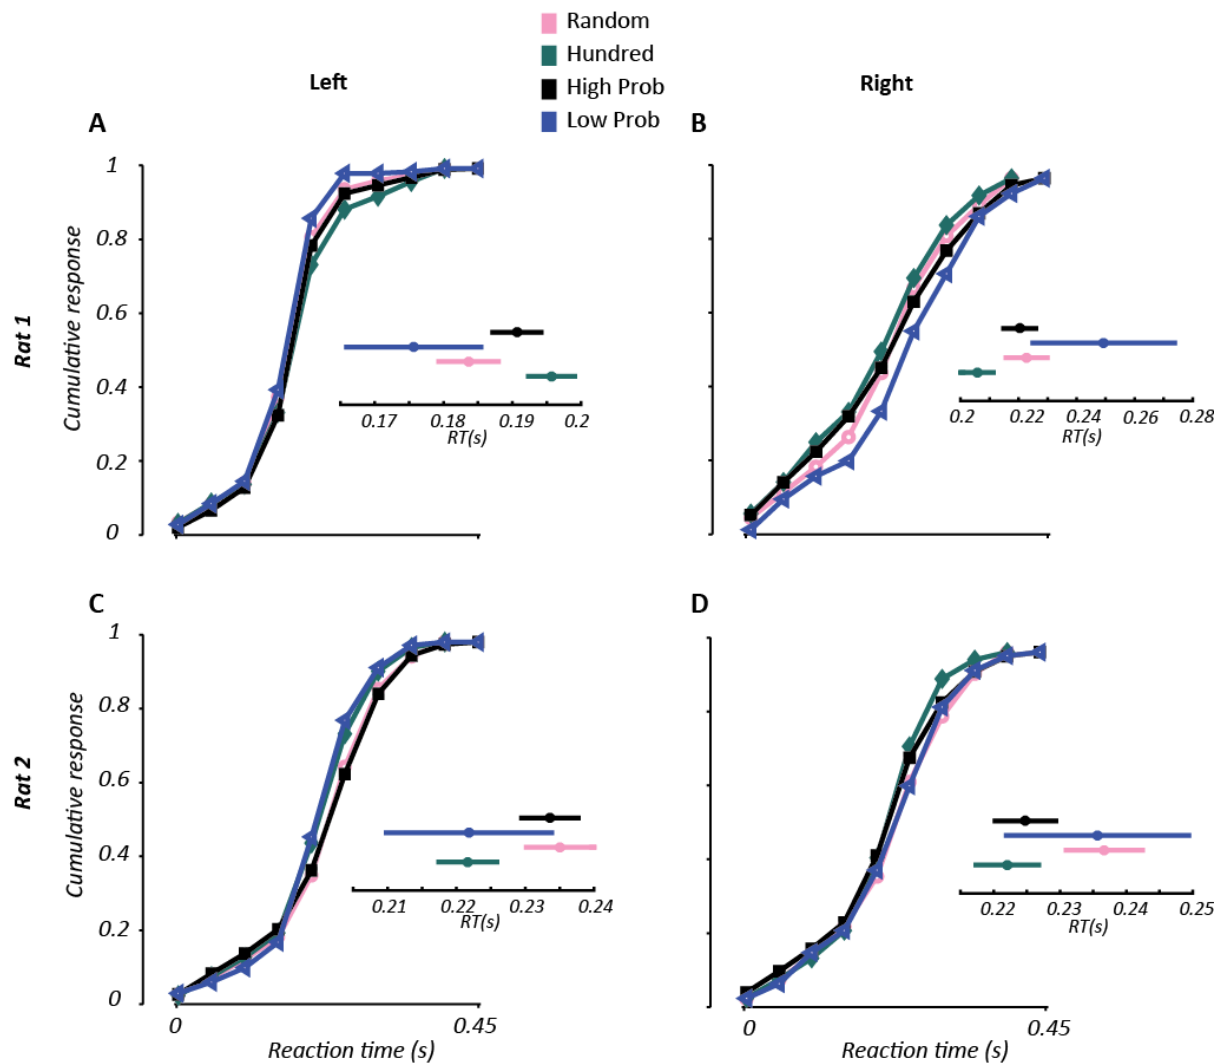 Random
Hundred
High Prob
Low Prob
Left
Right
A
B
Rat 1
Cumulative response
1
0.8
0.6
0.4
0.2
0
0.17 0.18 0.19 0.2
RT(s)
0.2 0.22 0.24 0.26 0.28
RT(s)
C
D
Rat 2
Cumulative response
1
0.8
0.6
0.4
0.2
0
0.21 0.22 0.23 0.24
RT(s)
0.22 0.23 0.24 0.25
RT(s)
0 0.45
Reaction time (s)
0 0.45
Reaction time (s)